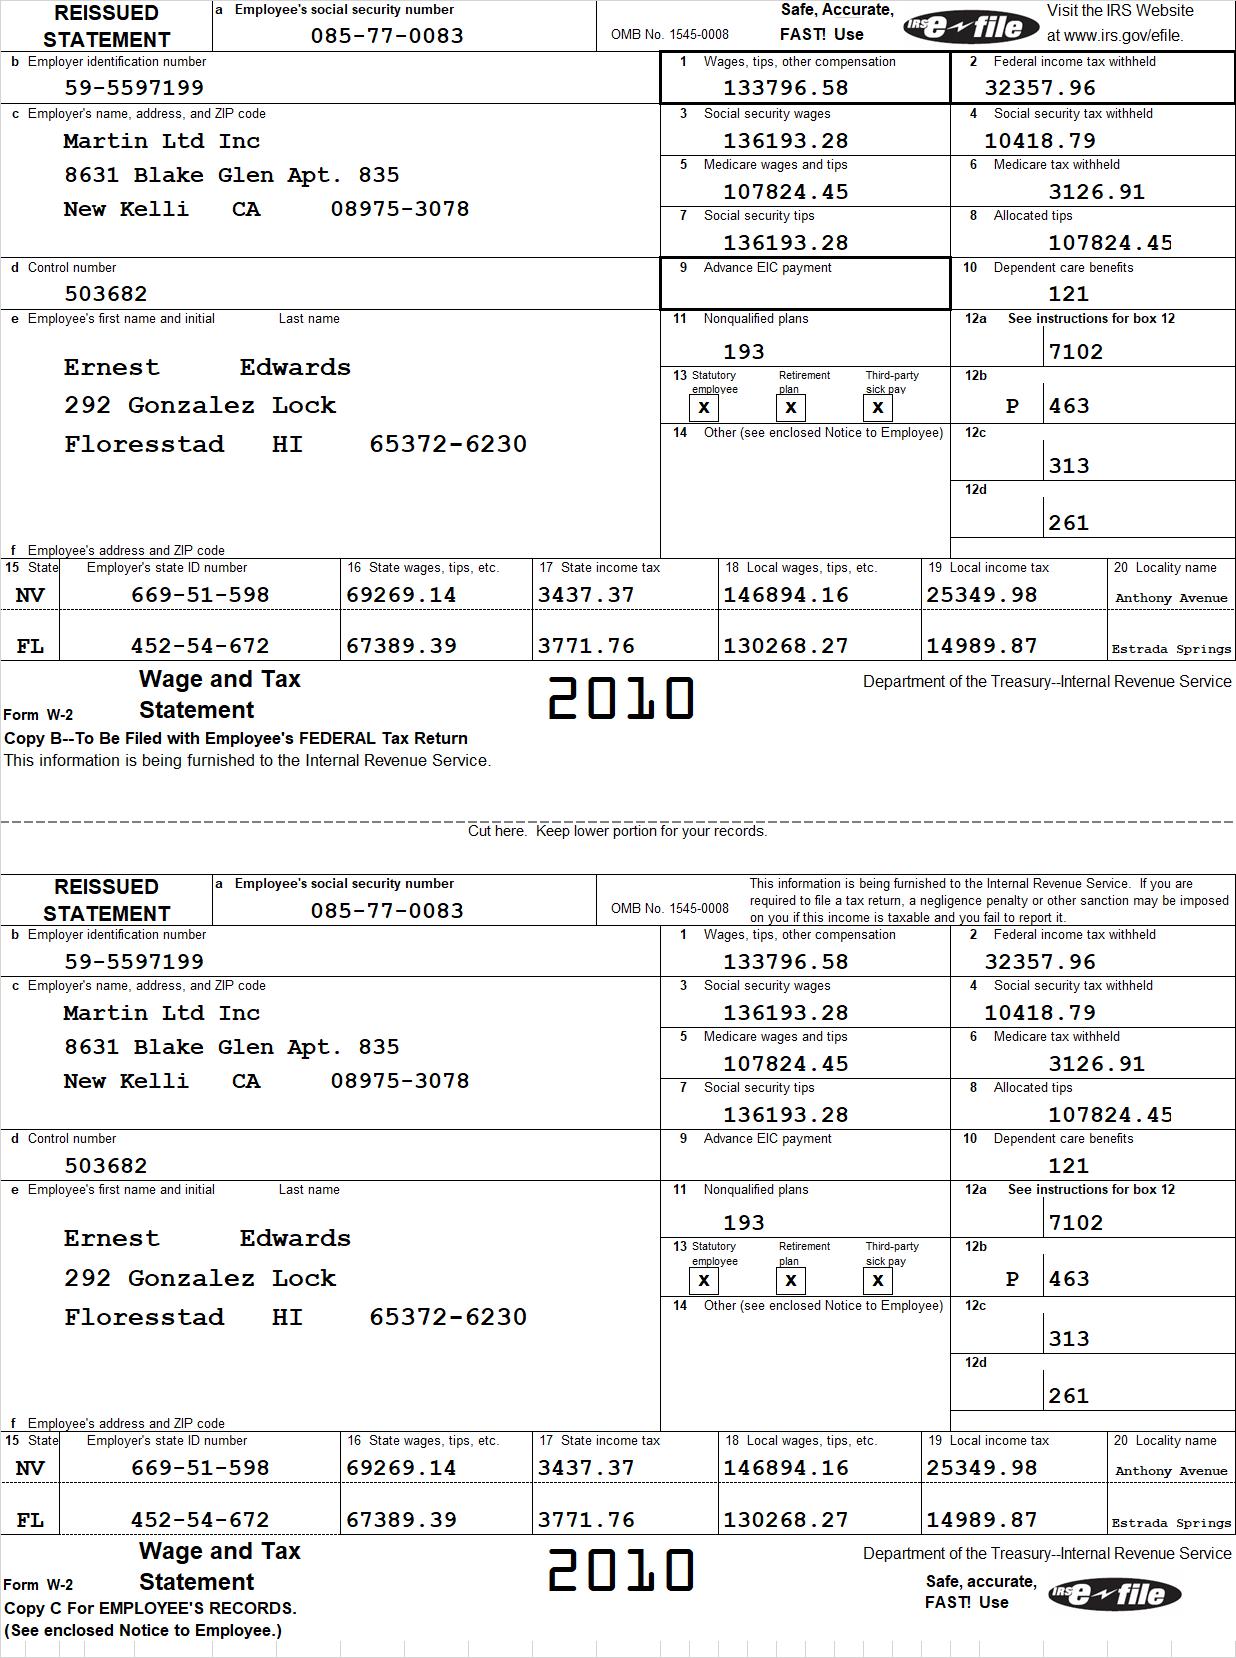 REISSUED STATEMENT
a Employee's social security number
085-77-0083
OMB No. 1545-0008
Safe, Accurate, FAST! Use
IRS e-file
Visit the IRS Website at www.irs.gov/efile.
b Employer identification number
59-5597199
1 Wages, tips, other compensation
133796.58
2 Federal income tax withheld
32357.96
c Employer's name, address, and ZIP code
Martin Ltd Inc
8631 Blake Glen Apt. 835
New Kelli CA 08975-3078
3 Social security wages
136193.28
4 Social security tax withheld
10418.79
5 Medicare wages and tips
107824.45
6 Medicare tax withheld
3126.91
7 Social security tips
136193.28
8 Allocated tips
107824.45
d Control number
503682
9 Advance EIC payment
10 Dependent care benefits
121
e Employee's first name and initial Last name
Ernest Edwards
292 Gonzalez Lock
Floresstad HI 65372-6230
11 Nonqualified plans
193
12a See instructions for box 12
7102
13 Statutory employee
Retirement plan
Third-party sick pay
X X X
12b
P 463
14 Other (see enclosed Notice to Employee)
12c
313
12d
261
f Employee's address and ZIP code
15 State Employer's state ID number 16 State wages, tips, etc. 17 State income tax 18 Local wages, tips, etc. 19 Local income tax 20 Locality name
NV 669-51-598 69269.14 3437.37 146894.16 25349.98 Anthony Avenue
FL 452-54-672 67389.39 3771.76 130268.27 14989.87 Estrada Springs
Form W-2 Wage and Tax Statement
2010
Department of the Treasury--Internal Revenue Service
Copy B--To Be Filed with Employee's FEDERAL Tax Return
This information is being furnished to the Internal Revenue Service.
Cut here. Keep lower portion for your records.
REISSUED STATEMENT
a Employee's social security number
085-77-0083
OMB No. 1545-0008
This information is being furnished to the Internal Revenue Service. If you are
required to file a tax return, a negligence penalty or other sanction may be imposed
on you if this income is taxable and you fail to report it.
b Employer identification number
59-5597199
1 Wages, tips, other compensation
133796.58
2 Federal income tax withheld
32357.96
c Employer's name, address, and ZIP code
Martin Ltd Inc
8631 Blake Glen Apt. 835
New Kelli CA 08975-3078
3 Social security wages
136193.28
4 Social security tax withheld
10418.79
5 Medicare wages and tips
107824.45
6 Medicare tax withheld
3126.91
7 Social security tips
136193.28
8 Allocated tips
107824.45
d Control number
503682
9 Advance EIC payment
10 Dependent care benefits
121
e Employee's first name and initial Last name
Ernest Edwards
292 Gonzalez Lock
Floresstad HI 65372-6230
11 Nonqualified plans
193
12a See instructions for box 12
7102
13 Statutory employee
Retirement plan
Third-party sick pay
X X X
12b
P 463
14 Other (see enclosed Notice to Employee)
12c
313
12d
261
f Employee's address and ZIP code
15 State Employer's state ID number 16 State wages, tips, etc. 17 State income tax 18 Local wages, tips, etc. 19 Local income tax 20 Locality name
NV 669-51-598 69269.14 3437.37 146894.16 25349.98 Anthony Avenue
FL 452-54-672 67389.39 3771.76 130268.27 14989.87 Estrada Springs
Form W-2 Wage and Tax Statement
2010
Department of the Treasury--Internal Revenue Service
Safe, accurate, FAST! Use
IRS e-file
Copy C For EMPLOYEE'S RECORDS.
(See enclosed Notice to Employee.)